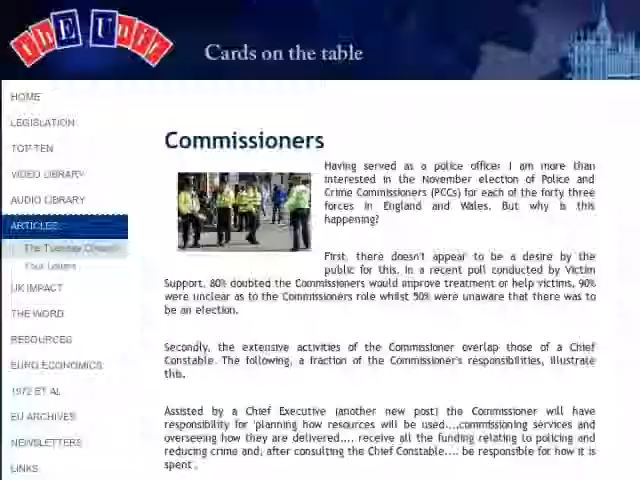 thE Unit
Cards on the table
HOME
LEGISLATION
TOP TEN
VIDEO LIBRARY
AUDIO LIBRARY
ARTICLES
The Tuesday
Your Letters
UK IMPACT
THE WORD
RESOURCES
EURO ECONOMICS
1972 ET AL
EU ARCHIVES
NEWSLETTERS
LINKS
Commissioners
Having served as a police officer I am more than
interested in the November election of Police and
Crime Commissioners (PCCs) for each of the forty three
forces in England and Wales. But why is this
happening?
First, there doesn't appear to be a desire by the
public for this. In a recent poll conducted by Victim
Support, 80% doubted the Commissioners would improve treatment or help victims, 90%
were unclear as to the Commissioners role whilst 50% were unaware that there was to
be an election.
Secondly, the extensive activities of the Commissioner overlap those of a Chief
Constable. The following, a fraction of the Commissioner's responsibilities, illustrate
this.
Assisted by a Chief Executive (another new post) the Commissioner will have
responsibility for 'planning how resources will be used....commissioning services and
overseeing how they are delivered.... receive all the funding relating to policing and
reducing crime and, after consulting the Chief Constable.... be responsible for how it is
spent'.